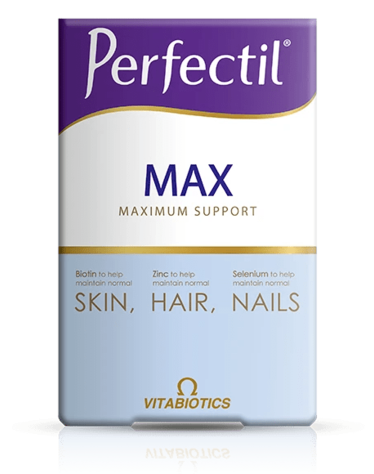 Perfectil®
MAX
MAXIMUM SUPPORT
Biotin to help maintain normal
SKIN,
Zinc to help maintain normal
HAIR,
Selenium to help maintain normal
NAILS
VITABIOTICS